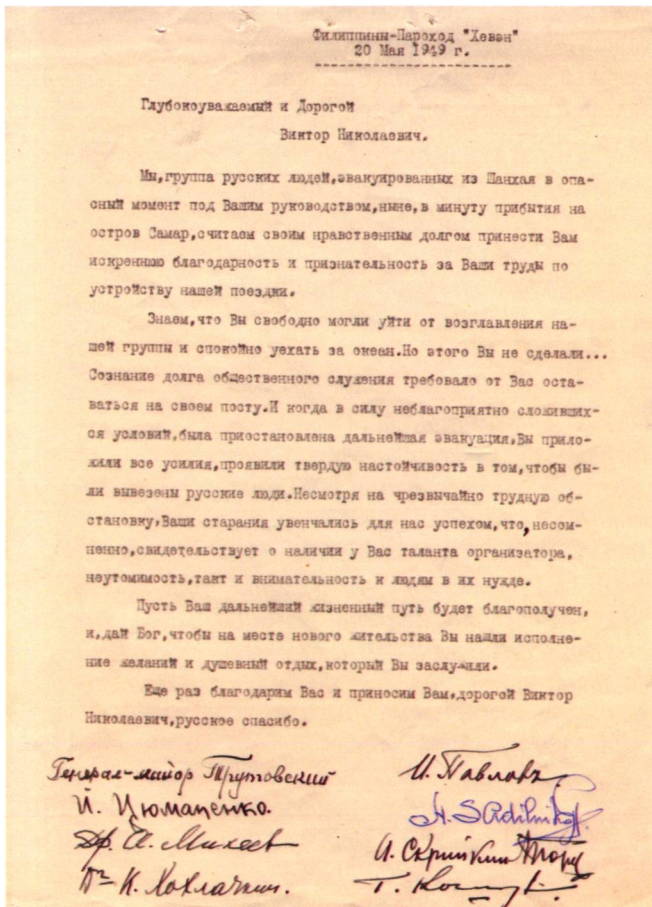 Филиппины-Пароход "Хевэн"
20 Мая 1949 г.
Глубокоуважаемый и Дорогой
Виктор Николаевич.
Мы,группа русских людей,эвакуированных из Шанхая в опа-
сный момент под Вашим руководством,ныне,в минуту прибытия на
остров Самар,считаем своим нравственным долгом принести Вам
искреннюю благодарность и признательность за Ваши труды по
устройству нашей поездки.
Знаем,что Вы свободно могли уйти от возглавления на-
шей группы и спокойно уехать за океан.Но этого Вы не сделали...
Сознание долга общественного служения требовало от Вас оста-
ваться на своем посту.И когда в силу неблагоприятно сложивших-
ся условий,была приостановлена дальнейшая эвакуация,Вы прило-
жили все усилия,проявили твердую настойчивость в том,чтобы бы-
ли вывезены русские люди.Несмотря на чрезвычайно трудную об-
становку,Ваши старания увенчались для нас успехом,что,несом-
ненно,свидетельствует о наличии у Вас таланта организатора,
неутомимость,такт и внимательность к людям в их нужде.
Пусть Ваш дальнейший жизненный путь будет благополучен,
и,дай Бог,чтобы на месте нового жительства Вы нашли исполне-
ние желаний и душевный отдых,который Вы заслужили.
Еще раз благодарим Вас и приносим Вам,дорогой Виктор
Николаевич,русское спасибо.
Генерал-майор Трутовский
И. Павловъ
Й. Цюмаценко.
Др. А. Михеев
А. Скрипкин
К. Хохлачкин.
Г.